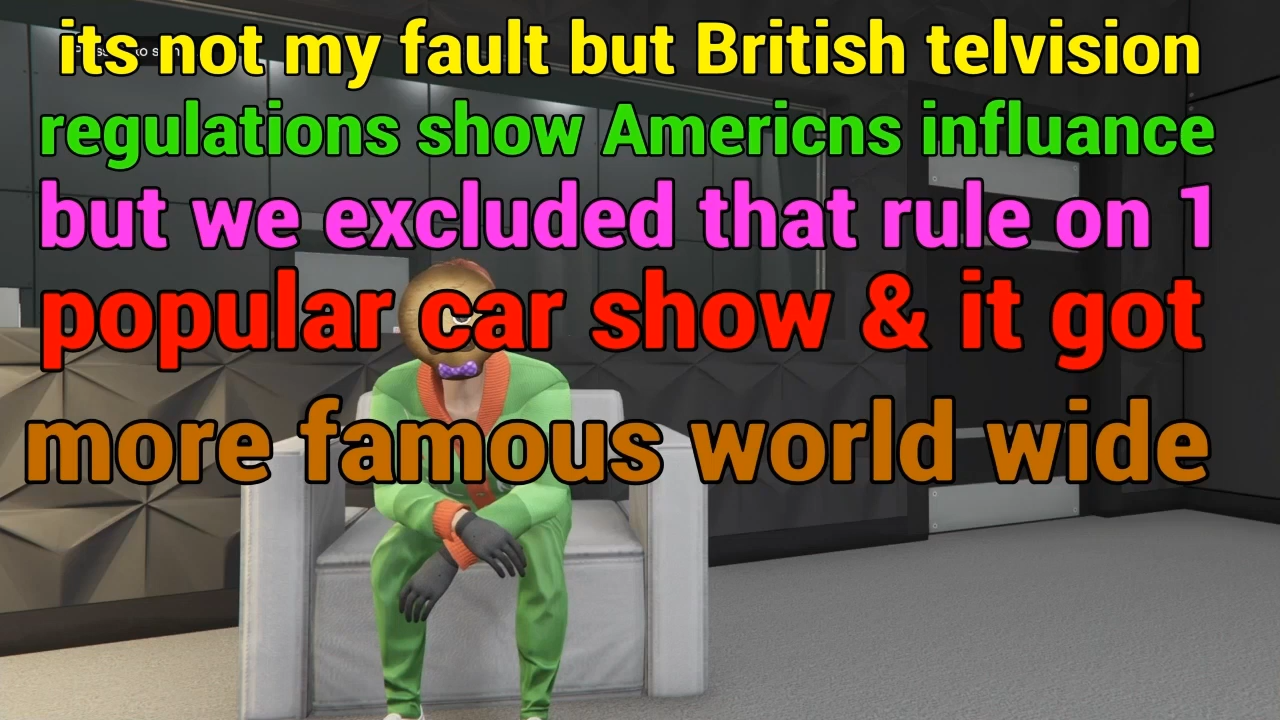 its not my fault but British telvision
regulations show Americns influance
but we excluded that rule on 1
popular car show & it got
more famous world wide